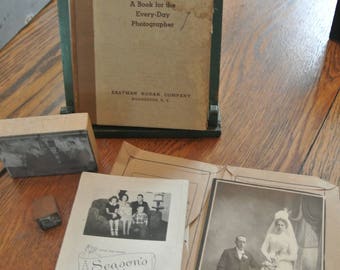 A Book for the
Every-Day
Photographer
EASTMAN KODAK COMPANY
ROCHESTER, N. Y.
Season's